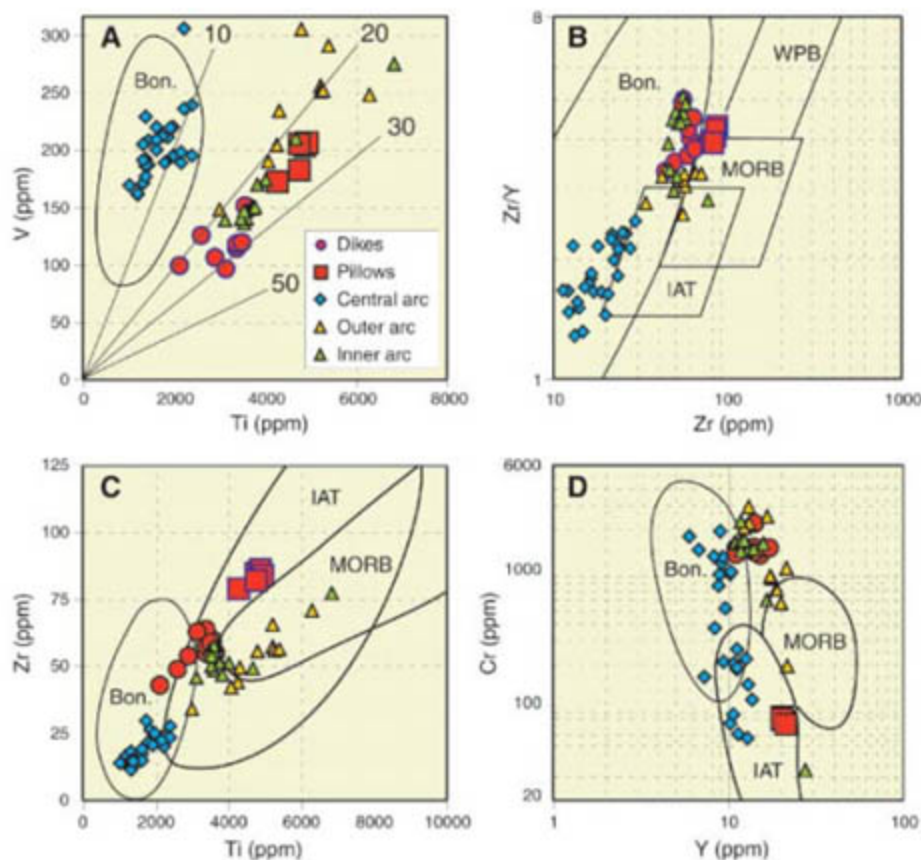 A
10
20
30
50
Bon.
300
250
200
150
100
50
0
V (ppm)
0
2000
4000
6000
8000
Ti (ppm)
Dikes
Pillows
Central arc
Outer arc
Inner arc
B
Bon.
WPB
MORB
IAT
8
1
Zr/Y
10
100
1000
Zr (ppm)
C
IAT
MORB
Bon.
125
100
75
50
25
0
Zr (ppm)
0
2000
4000
6000
8000
10000
Ti (ppm)
D
Bon.
MORB
IAT
6000
1000
100
20
Cr (ppm)
1
10
100
Y (ppm)